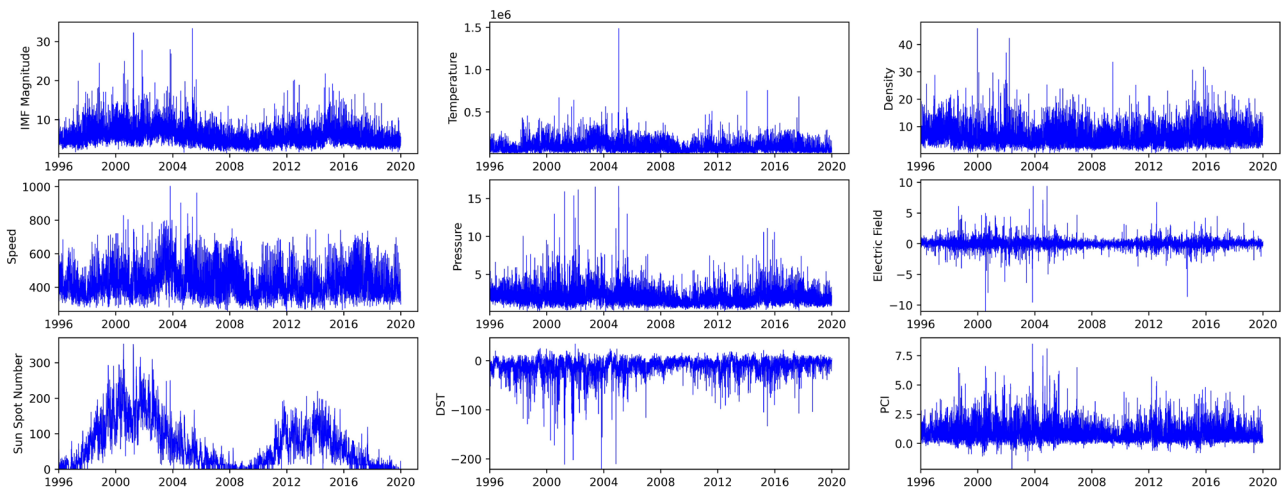 IMF Magnitude
30
20
10
1996 2000 2004 2008 2012 2016 2020
1e6
Temperature
1.5
1.0
0.5
1996 2000 2004 2008 2012 2016 2020
Density
40
30
20
10
1996 2000 2004 2008 2012 2016 2020
Speed
1000
800
600
400
1996 2000 2004 2008 2012 2016 2020
Pressure
15
10
5
1996 2000 2004 2008 2012 2016 2020
Electric Field
10
5
0
−5
−10
1996 2000 2004 2008 2012 2016 2020
Sun Spot Number
300
200
100
0
1996 2000 2004 2008 2012 2016 2020
DST
0
−100
−200
1996 2000 2004 2008 2012 2016 2020
PCI
7.5
5.0
2.5
0.0
1996 2000 2004 2008 2012 2016 2020